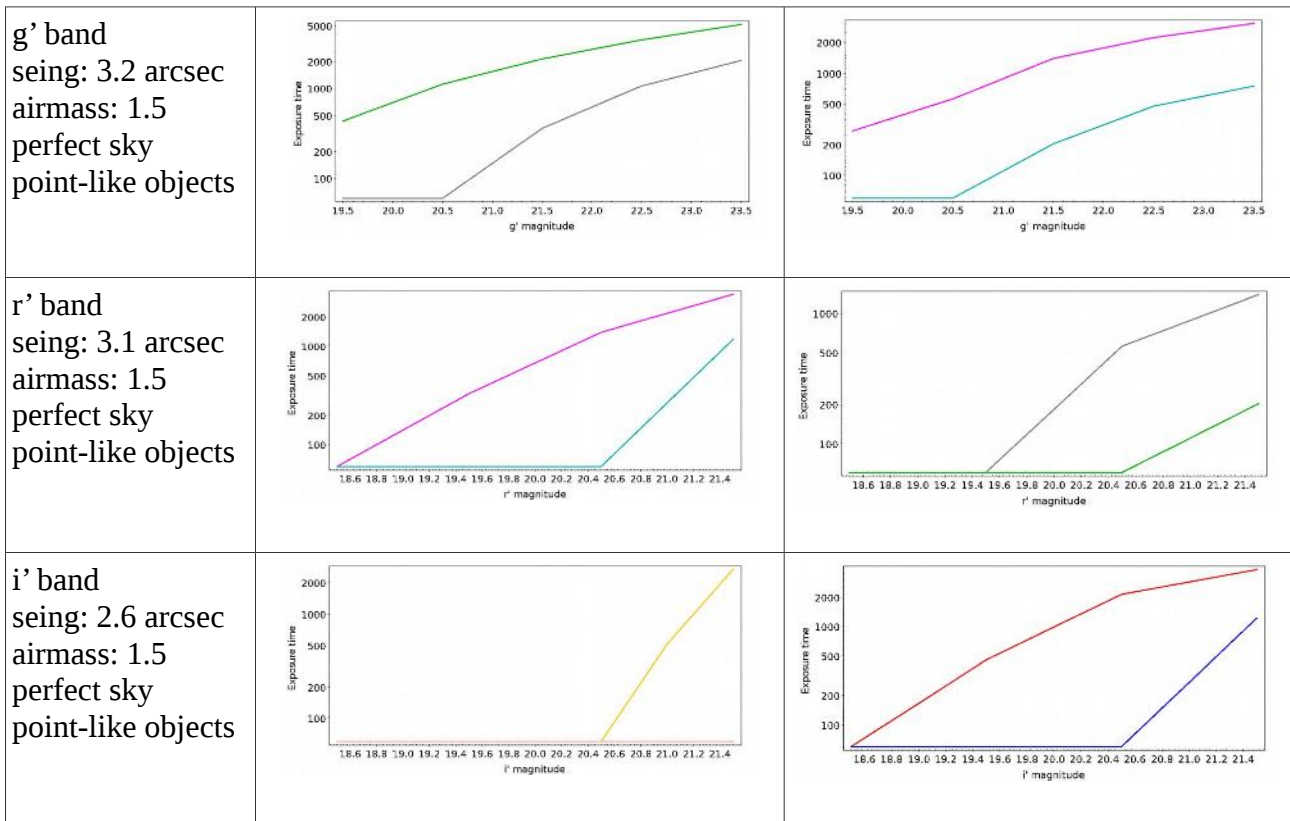 g’ band
seing: 3.2 arcsec
airmass: 1.5
perfect sky
point-like objects
5000
2000
1000
500
200
100
Exposure time
19.5 20.0 20.5 21.0 21.5 22.0 22.5 23.0 23.5
g' magnitude
2000
1000
500
200
100
Exposure time
19.5 20.0 20.5 21.0 21.5 22.0 22.5 23.0 23.5
g' magnitude
r’ band
seing: 3.1 arcsec
airmass: 1.5
perfect sky
point-like objects
2000
1000
500
200
100
Exposure time
18.6 18.8 19.0 19.2 19.4 19.6 19.8 20.0 20.2 20.4 20.6 20.8 21.0 21.2 21.4
r' magnitude
1000
500
200
100
Exposure time
18.6 18.8 19.0 19.2 19.4 19.6 19.8 20.0 20.2 20.4 20.6 20.8 21.0 21.2 21.4
r' magnitude
i’ band
seing: 2.6 arcsec
airmass: 1.5
perfect sky
point-like objects
2000
1000
500
200
100
Exposure time
18.6 18.8 19.0 19.2 19.4 19.6 19.8 20.0 20.2 20.4 20.6 20.8 21.0 21.2 21.4
i' magnitude
2000
1000
500
200
100
Exposure time
18.6 18.8 19.0 19.2 19.4 19.6 19.8 20.0 20.2 20.4 20.6 20.8 21.0 21.2 21.4
i' magnitude